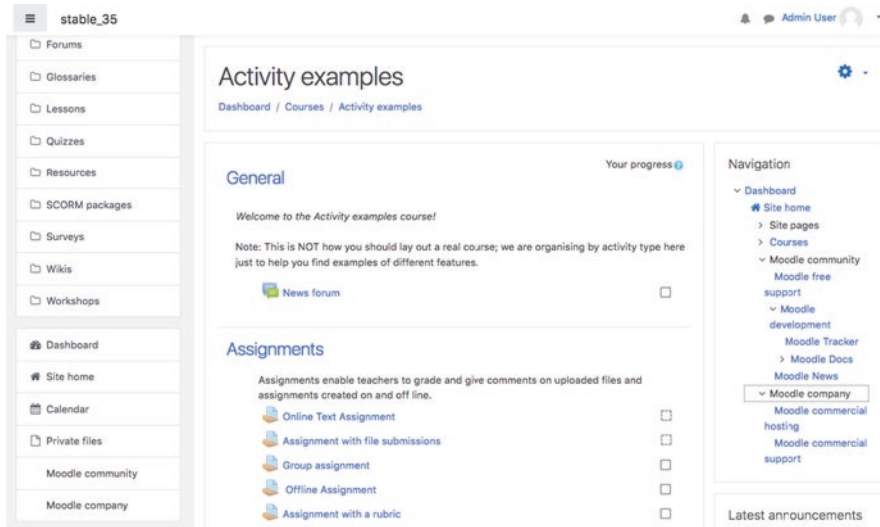 stable_35
Admin User
Forums
Glossaries
Lessons
Quizzes
Resources
SCORM packages
Surveys
Wikis
Workshops
Dashboard
Site home
Calendar
Private files
Moodle community
Moodle company
Activity examples
Dashboard / Courses / Activity examples
Your progress
General
Welcome to the Activity examples course!
Note: This is NOT how you should lay out a real course; we are organising by activity type here
just to help you find examples of different features.
News forum
Assignments
Assignments enable teachers to grade and give comments on uploaded files and
assignments created on and off line.
Online Text Assignment
Assignment with file submissions
Group assignment
Offline Assignment
Assignment with a rubric
Navigation
Dashboard
Site home
Site pages
Courses
Moodle community
Moodle free
support
Moodle
development
Moodle Tracker
Moodle Docs
Moodle News
Moodle company
Moodle commercial
hosting
Moodle commercial
support
Latest announcements